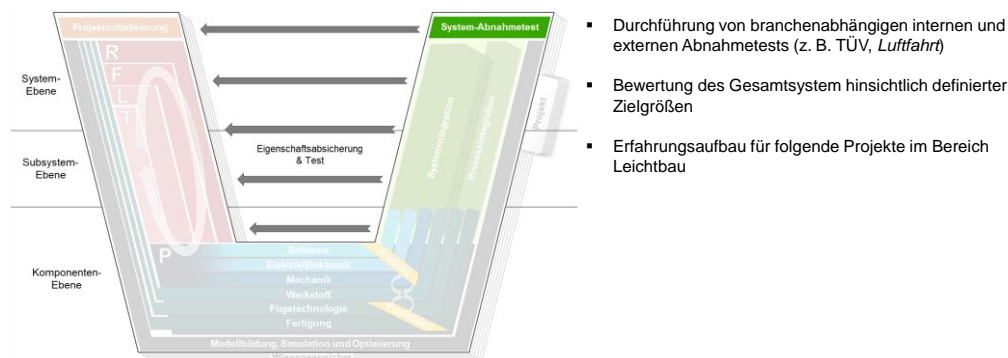 Projektinitialisierung
System-Abnahmetest
R
F
L
T
System-
Ebene
Subsystem-
Ebene
Komponenten-
Ebene
Eigenschaftsabsicherung
& Test
Systemintegration
Prozessintegration
Projekt
P
Software
Elektrik/Elektronik
Mechanik
Werkstoff
Fügetechnologie
Fertigung
Modellbildung, Simulation und Optimierung
Wissensspeicher
▪ Durchführung von branchenabhängigen internen und
externen Abnahmetests (z. B. TÜV, Luftfahrt)
▪ Bewertung des Gesamtsystem hinsichtlich definierter
Zielgrößen
▪ Erfahrungsaufbau für folgende Projekte im Bereich
Leichtbau